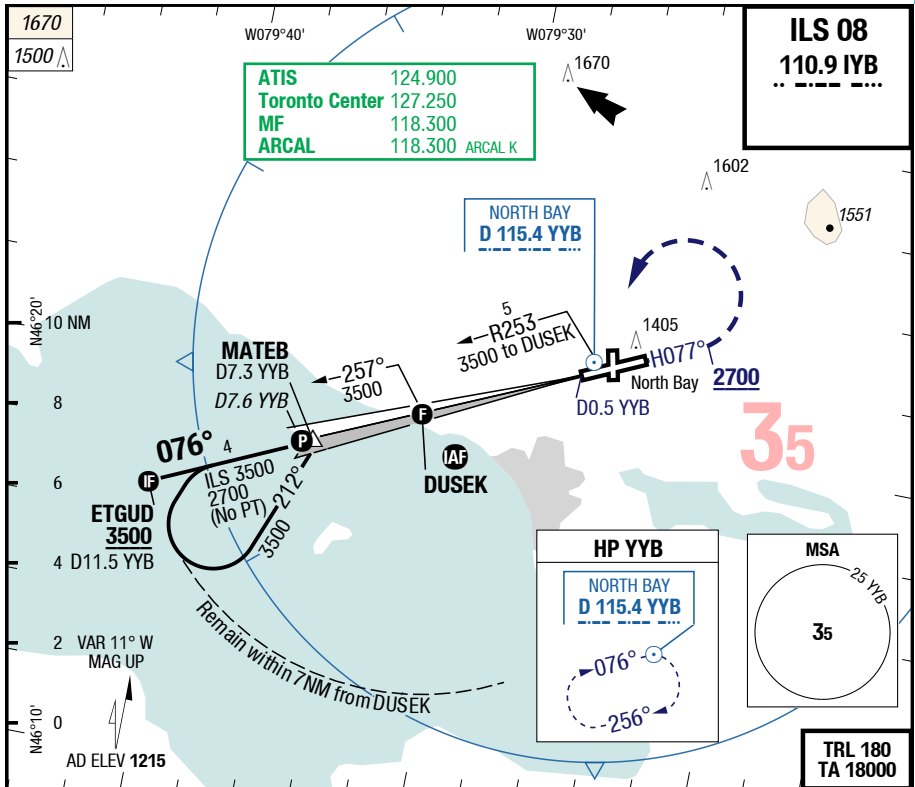 1670
1500
W079°40'
W079°30'
ILS 08
110.9 IYB
ATIS 124.900
Toronto Center 127.250
MF 118.300
ARCAL 118.300 ARCAL K
1670
1602
1551
NORTH BAY
D 115.4 YYB
N46°20'
10 NM
8
6
4
2
0
N46°10'
5
R253
3500 to DUSEK
1405
H077°
2700
North Bay
D0.5 YYB
MATEB
D7.3 YYB
D7.6 YYB
257°
3500
P
F
IAF
DUSEK
076°
4
ILS 3500
2700
(No PT)
212°
3500
IF
ETGUD
3500
D11.5 YYB
35
Remain within 7NM from DUSEK
VAR 11° W
MAG UP
AD ELEV 1215
HP YYB
NORTH BAY
D 115.4 YYB
076°
256°
MSA
25 YYB
35
TRL 180
TA 18000